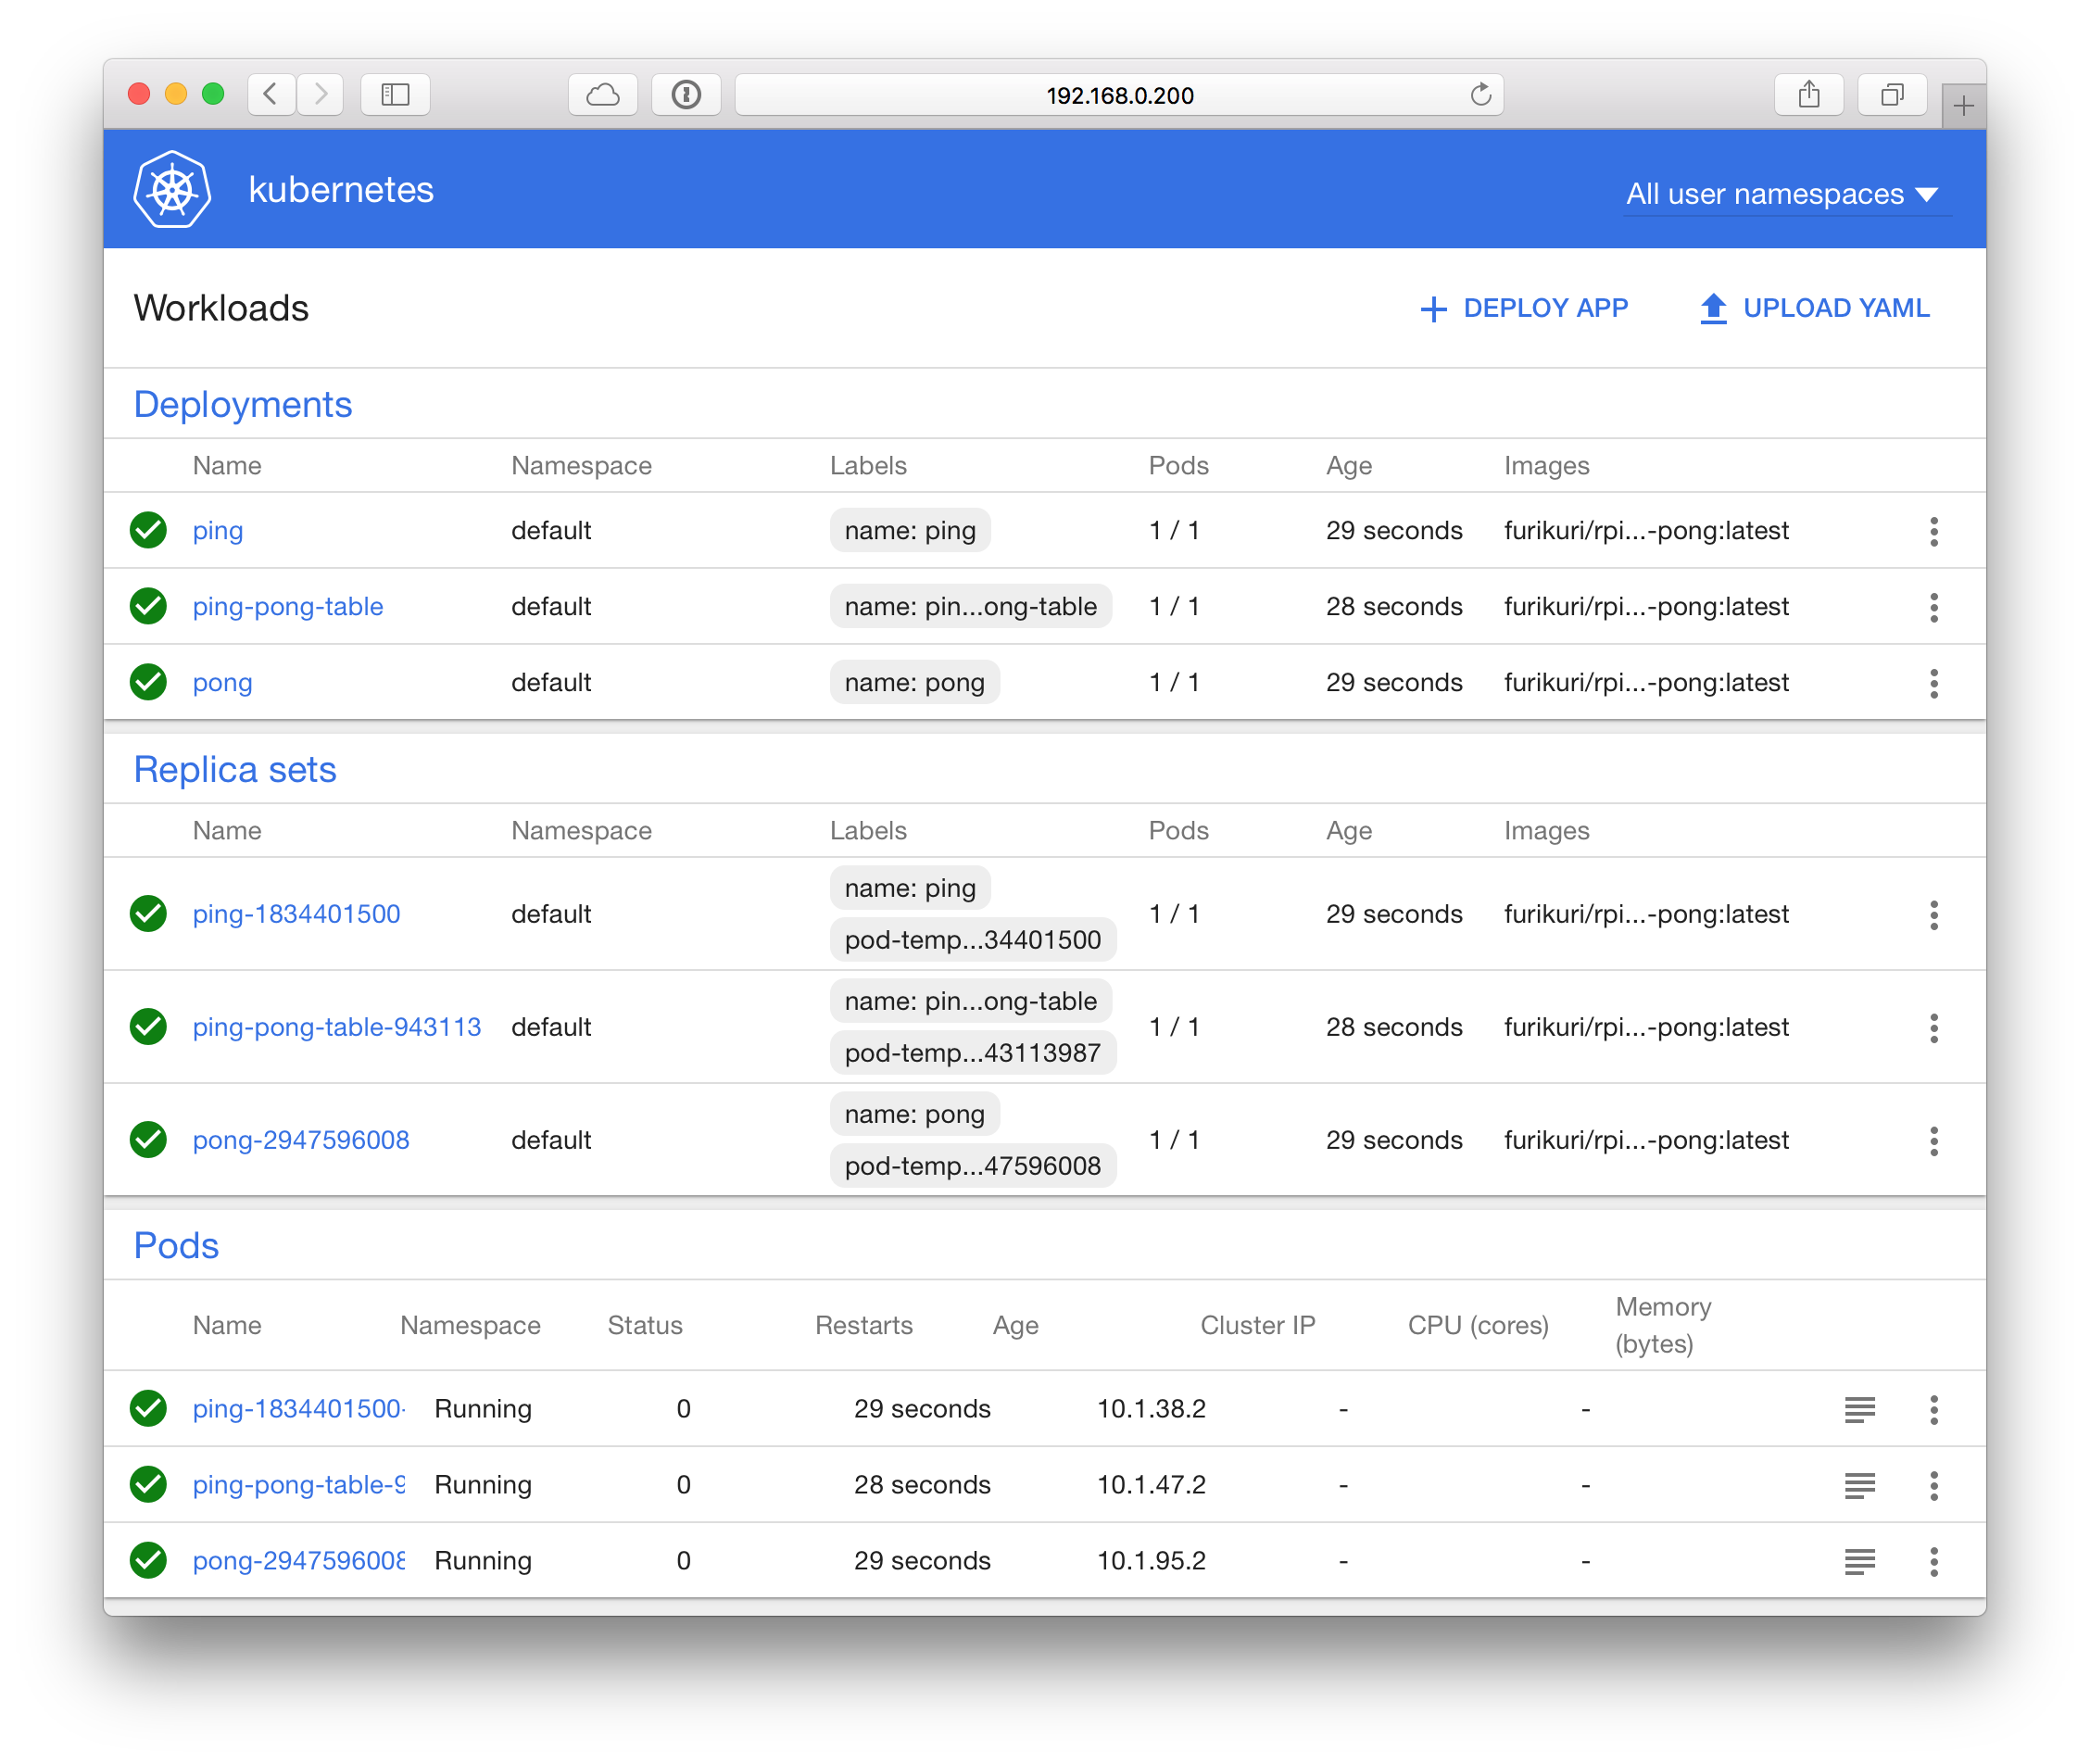 192.168.0.200
kubernetes
All user namespaces
Workloads
DEPLOY APP
UPLOAD YAML
Deployments
Name Namespace Labels Pods Age Images
ping default name: ping 1 / 1 29 seconds furikuri/rpi...-pong:latest
ping-pong-table default name: pin...ong-table 1 / 1 28 seconds furikuri/rpi...-pong:latest
pong default name: pong 1 / 1 29 seconds furikuri/rpi...-pong:latest
Replica sets
Name Namespace Labels Pods Age Images
name: ping
ping-1834401500 default 1 / 1 29 seconds furikuri/rpi...-pong:latest
pod-temp...34401500
name: pin...ong-table
ping-pong-table-943113 default 1 / 1 28 seconds furikuri/rpi...-pong:latest
pod-temp...43113987
name: pong
pong-2947596008 default 1 / 1 29 seconds furikuri/rpi...-pong:latest
pod-temp...47596008
Pods
Name Namespace Status Restarts Age Cluster IP CPU (cores) Memory
(bytes)
ping-1834401500- Running 0 29 seconds 10.1.38.2 - -
ping-pong-table-9 Running 0 28 seconds 10.1.47.2 - -
pong-2947596008 Running 0 29 seconds 10.1.95.2 - -